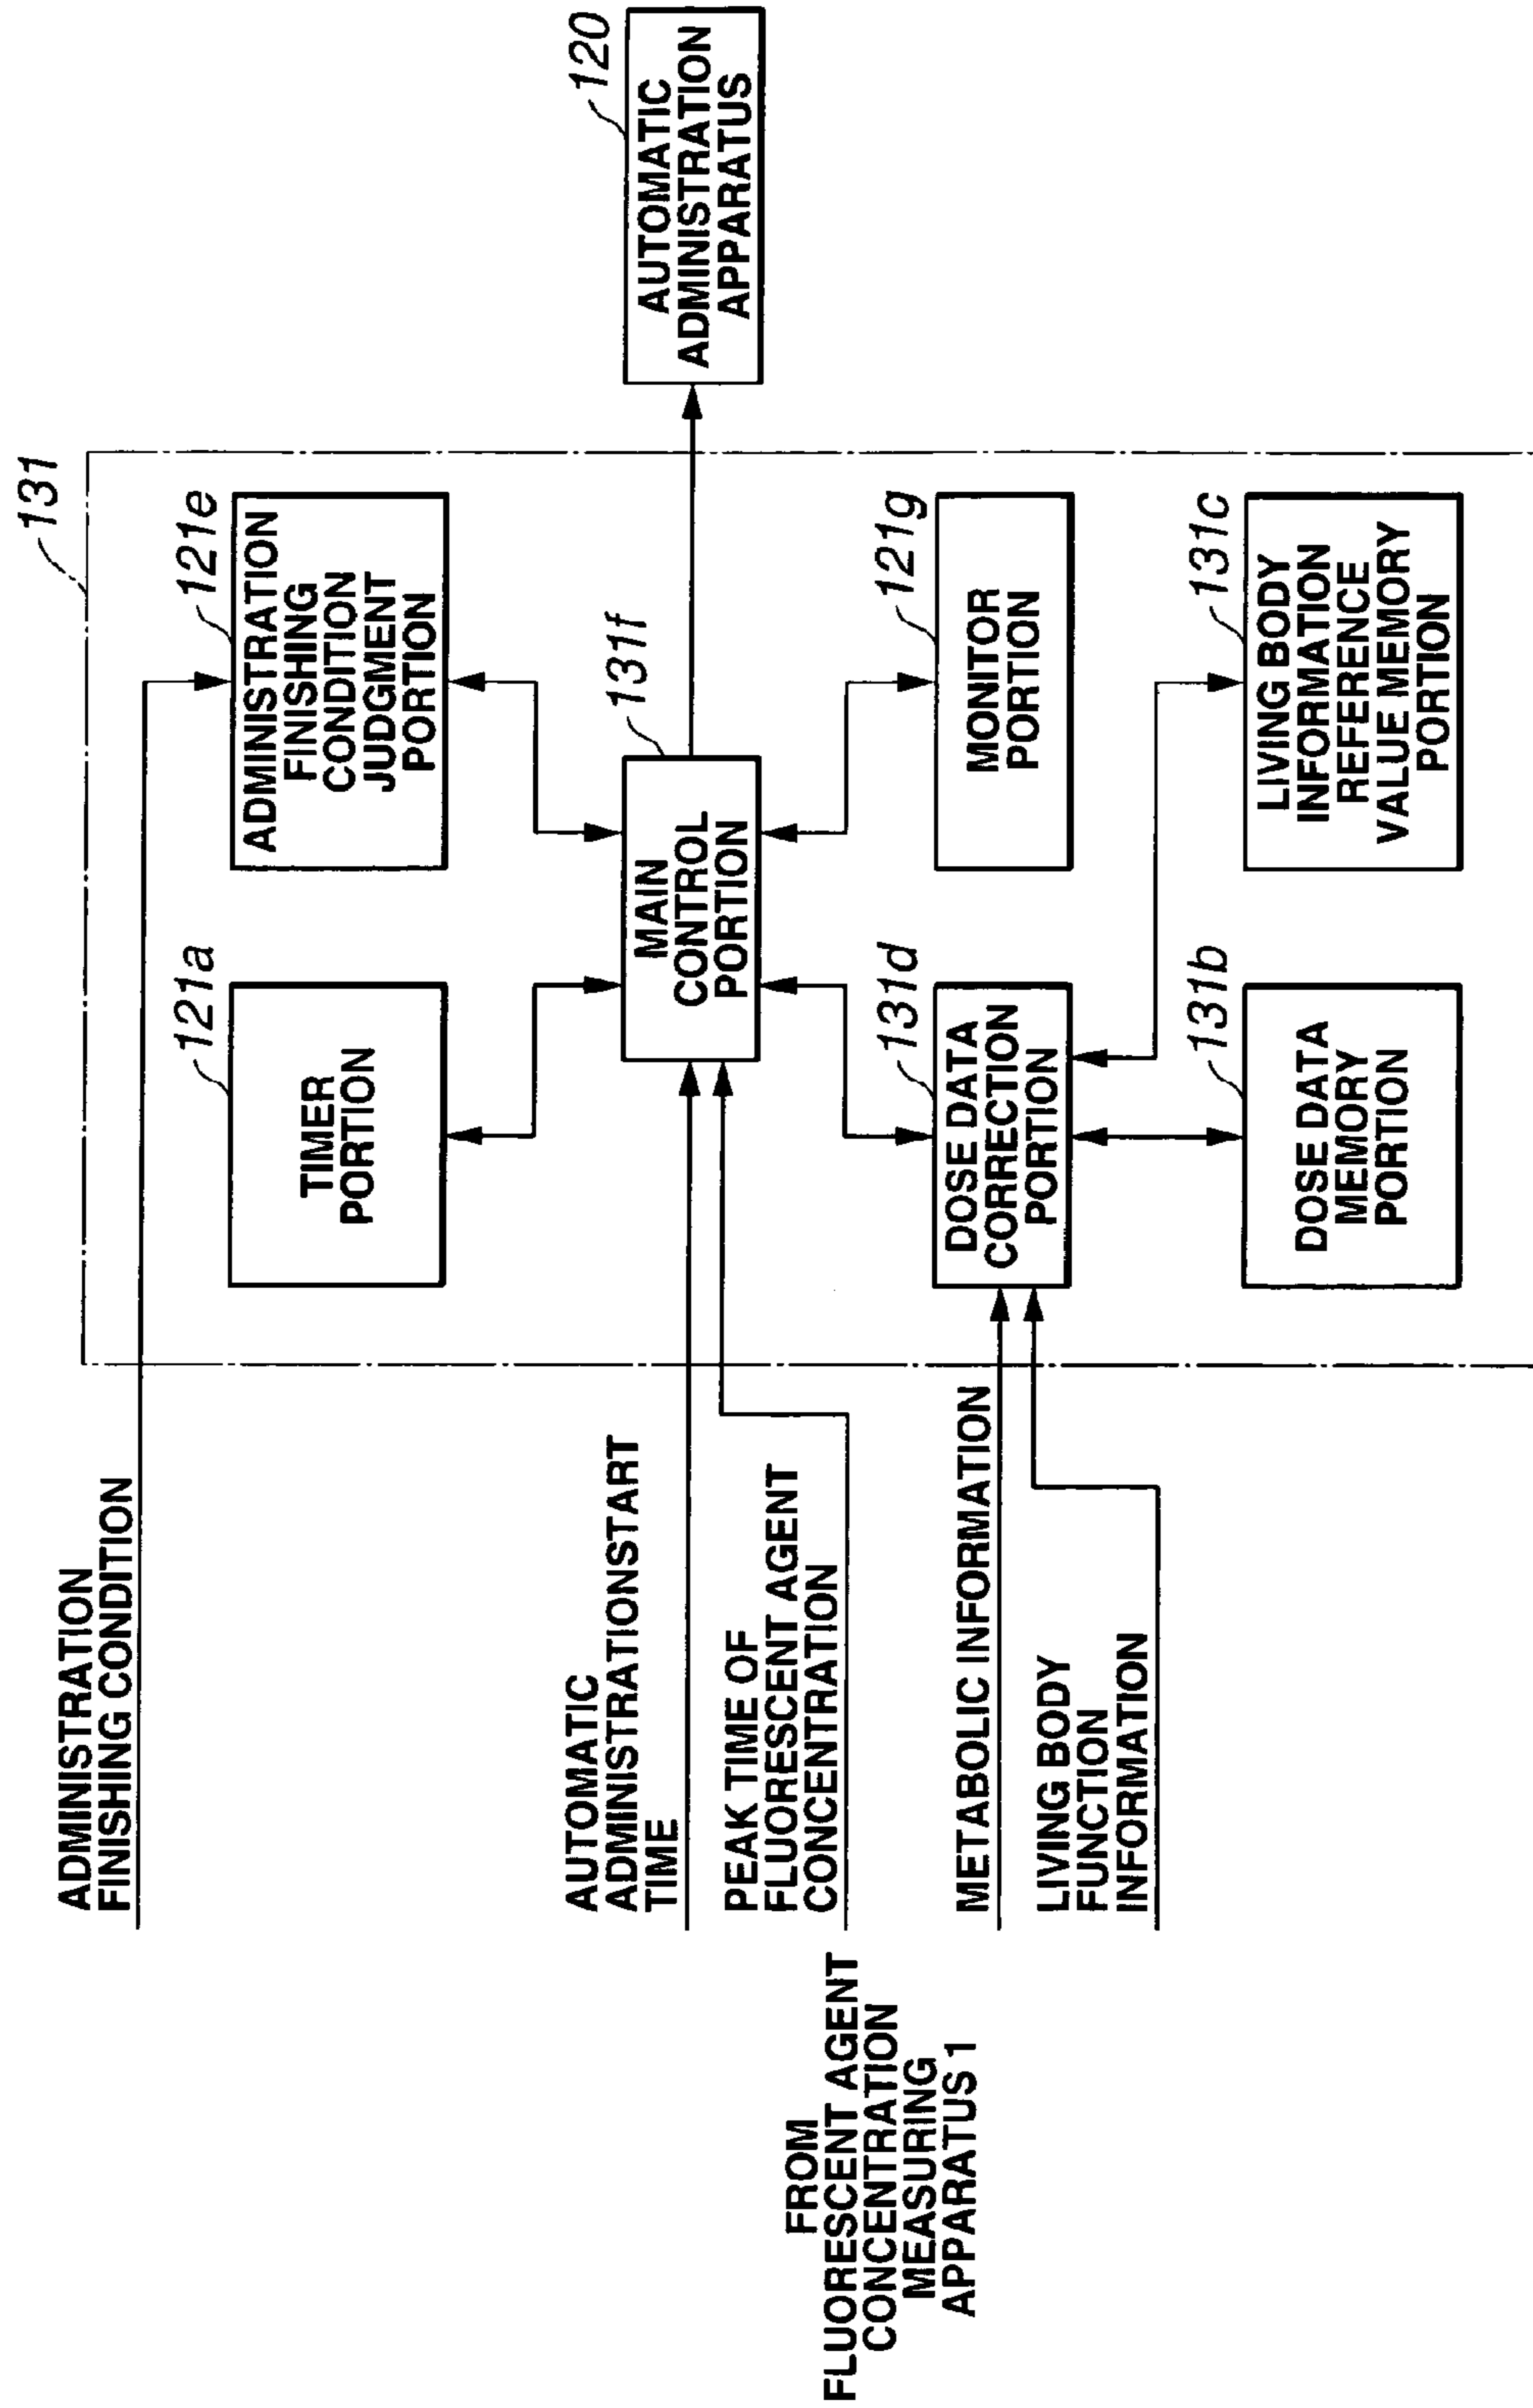 131
ADMINISTRATION
FINISHING CONDITION
121a
TIMER
PORTION
121e
ADMINISTRATION
FINISHING
CONDITION
JUDGMENT
PORTION
AUTOMATIC
ADMINISTRATIONSTART
TIME
131f
MAIN
CONTROL
PORTION
120
AUTOMATIC
ADMINISTRATION
APPARATUS
FROM
FLUORESCENT AGENT
CONCENTRATION
MEASURING
APPARATUS 1
PEAK TIME OF
FLUORESCENT AGENT
CONCENTRATION
METABOLIC INFORMATION
LIVING BODY
FUNCTION
INFORMATION
131d
DOSE DATA
CORRECTION
PORTION
121g
MONITOR
PORTION
131b
DOSE DATA
MEMORY
PORTION
131c
LIVING BODY
INFORMATION
REFERENCE
VALUE MEMORY
PORTION